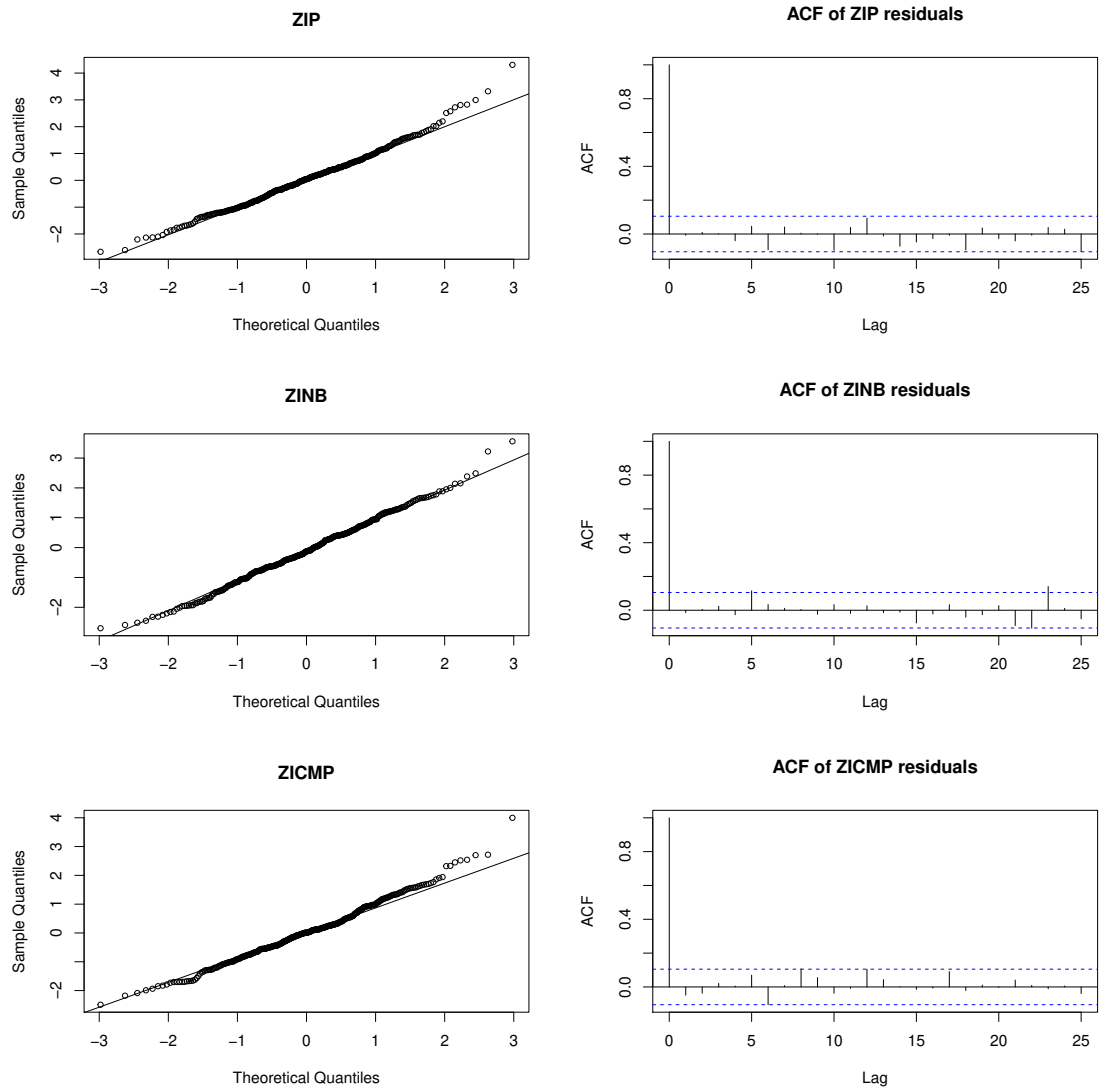 ZIP
Sample Quantiles
−2 0 1 2 3 4
−3 −2 −1 0 1 2 3
Theoretical Quantiles
ACF of ZIP residuals
ACF
0.0 0.4 0.8
0 5 10 15 20 25
Lag
ZINB
Sample Quantiles
−2 0 1 2 3
−3 −2 −1 0 1 2 3
Theoretical Quantiles
ACF of ZINB residuals
ACF
0.0 0.4 0.8
0 5 10 15 20 25
Lag
ZICMP
Sample Quantiles
−2 0 1 2 3 4
−3 −2 −1 0 1 2 3
Theoretical Quantiles
ACF of ZICMP residuals
ACF
0.0 0.4 0.8
0 5 10 15 20 25
Lag